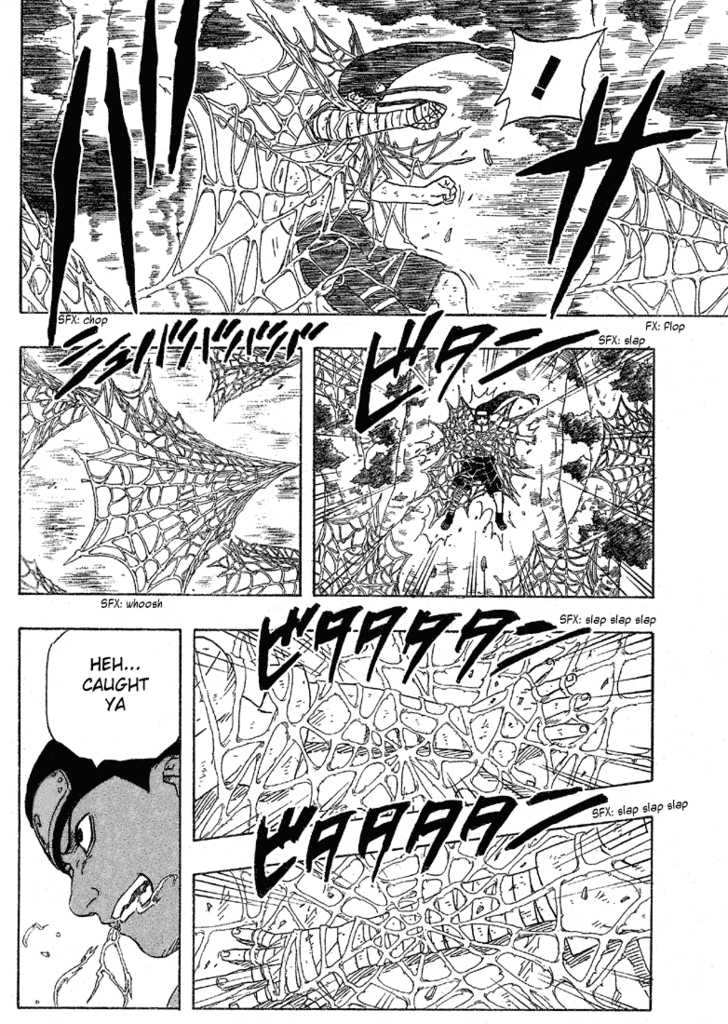 !
SFX: chop
FX: flop
ビタン
SFX: slap
シュバババババ
SFX: whoosh
ビタタタタン
SFX: slap slap slap
ビタタタタン
SFX: slap slap slap
HEH...
CAUGHT
YA